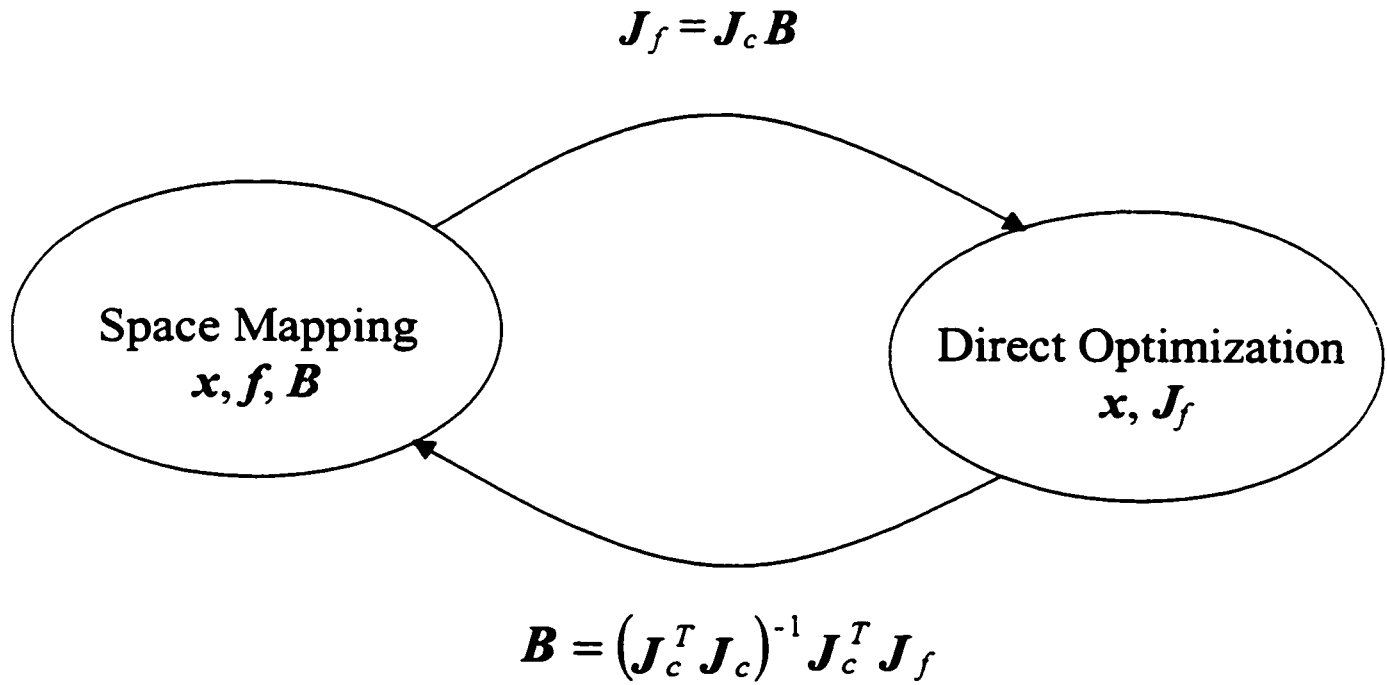 J_f = J_c B
Space Mapping
x, f, B
Direct Optimization
x, J_f
B = (J_c^T J_c)^{-1} J_c^T J_f